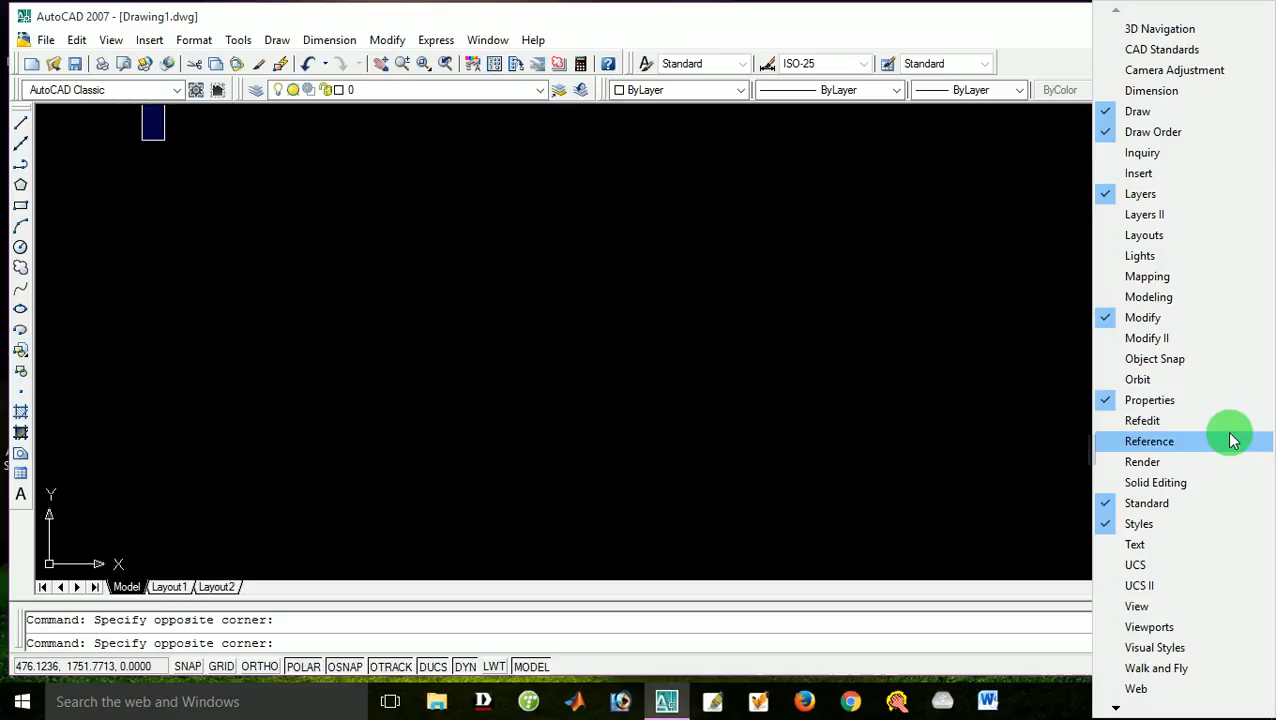 AutoCAD 2007 - [Drawing1.dwg]
File Edit View Insert Format Tools Draw Dimension Modify Express Window Help
Standard ISO-25 Standard
AutoCAD Classic 0 ByLayer ByLayer ByLayer ByColor
A
Y
X
Model Layout1 Layout2
Command: Specify opposite corner:
Command: Specify opposite corner:
476.1236, 1751.7713, 0.0000 SNAP GRID ORTHO POLAR OSNAP OTRACK DUCS DYN LWT MODEL
Search the web and Windows
3D Navigation
CAD Standards
Camera Adjustment
Dimension
Draw
Draw Order
Inquiry
Insert
Layers
Layers II
Layouts
Lights
Mapping
Modeling
Modify
Modify II
Object Snap
Orbit
Properties
Refedit
Reference
Render
Solid Editing
Standard
Styles
Text
UCS
UCS II
View
Viewports
Visual Styles
Walk and Fly
Web